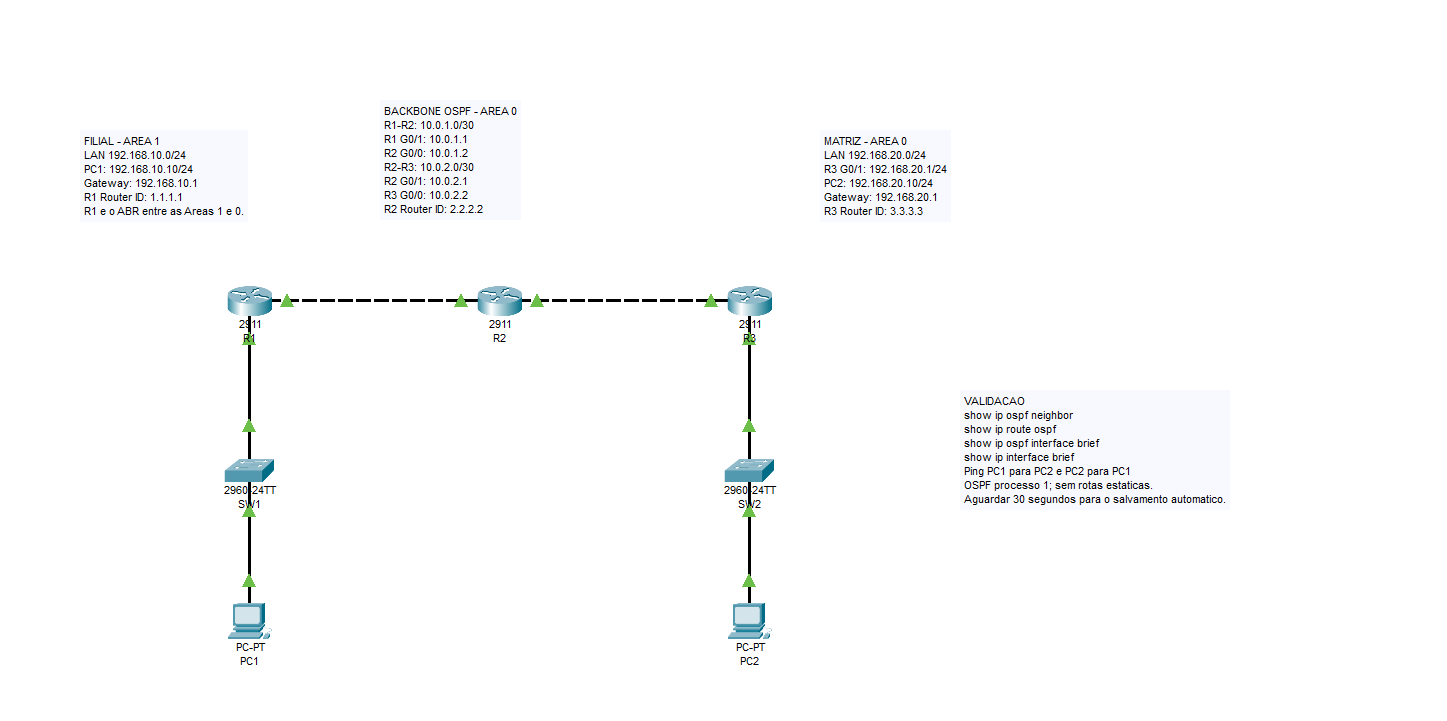 BACKBONE OSPF - AREA 0
R1-R2: 10.0.1.0/30
R1 G0/1: 10.0.1.1
R2 G0/0: 10.0.1.2
R2-R3: 10.0.2.0/30
R2 G0/1: 10.0.2.1
R3 G0/0: 10.0.2.2
R2 Router ID: 2.2.2.2
FILIAL - AREA 1
LAN 192.168.10.0/24
PC1: 192.168.10.10/24
Gateway: 192.168.10.1
R1 Router ID: 1.1.1.1
R1 e o ABR entre as Areas 1 e 0.
MATRIZ - AREA 0
LAN 192.168.20.0/24
R3 G0/1: 192.168.20.1/24
PC2: 192.168.20.10/24
Gateway: 192.168.20.1
R3 Router ID: 3.3.3.3
2911
R1
2911
R2
2911
R3
VALIDACAO
show ip ospf neighbor
show ip route ospf
show ip ospf interface brief
show ip interface brief
Ping PC1 para PC2 e PC2 para PC1
OSPF processo 1; sem rotas estaticas.
Aguardar 30 segundos para o salvamento automatico.
2960-24TT
SW1
2960-24TT
SW2
PC-PT
PC1
PC-PT
PC2